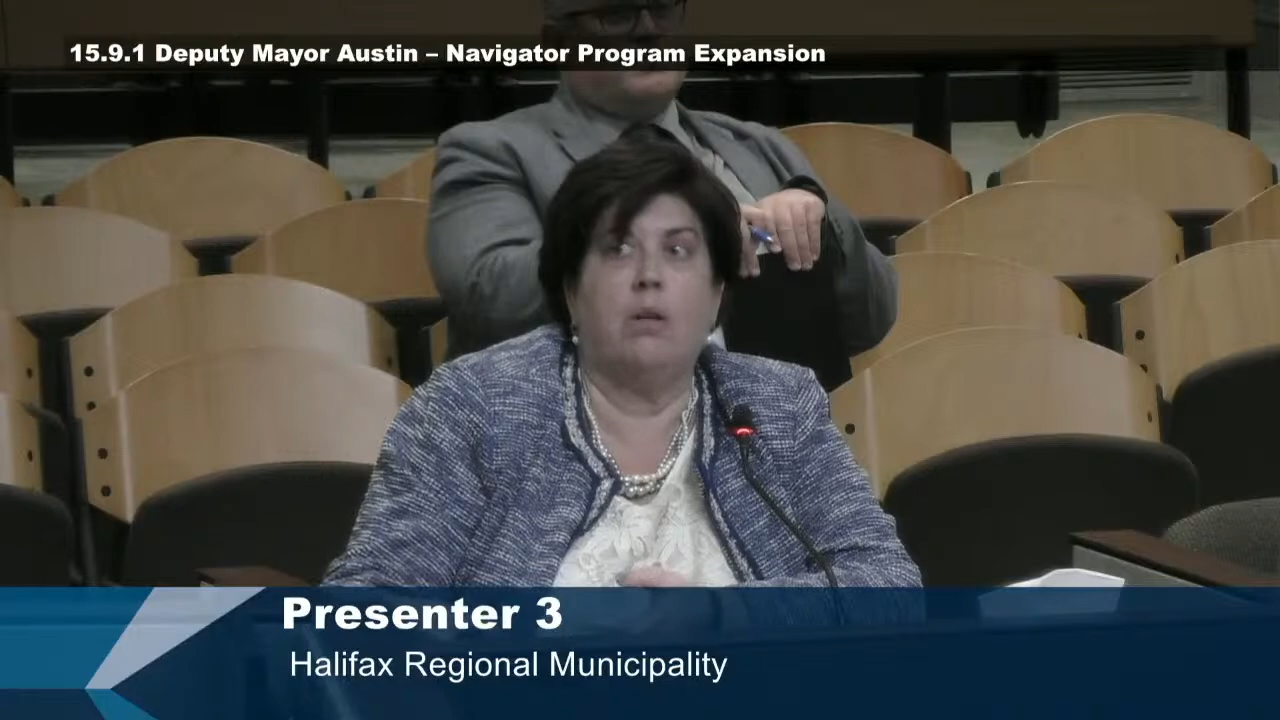 15.9.1 Deputy Mayor Austin – Navigator Program Expansion
Presenter 3
Halifax Regional Municipality